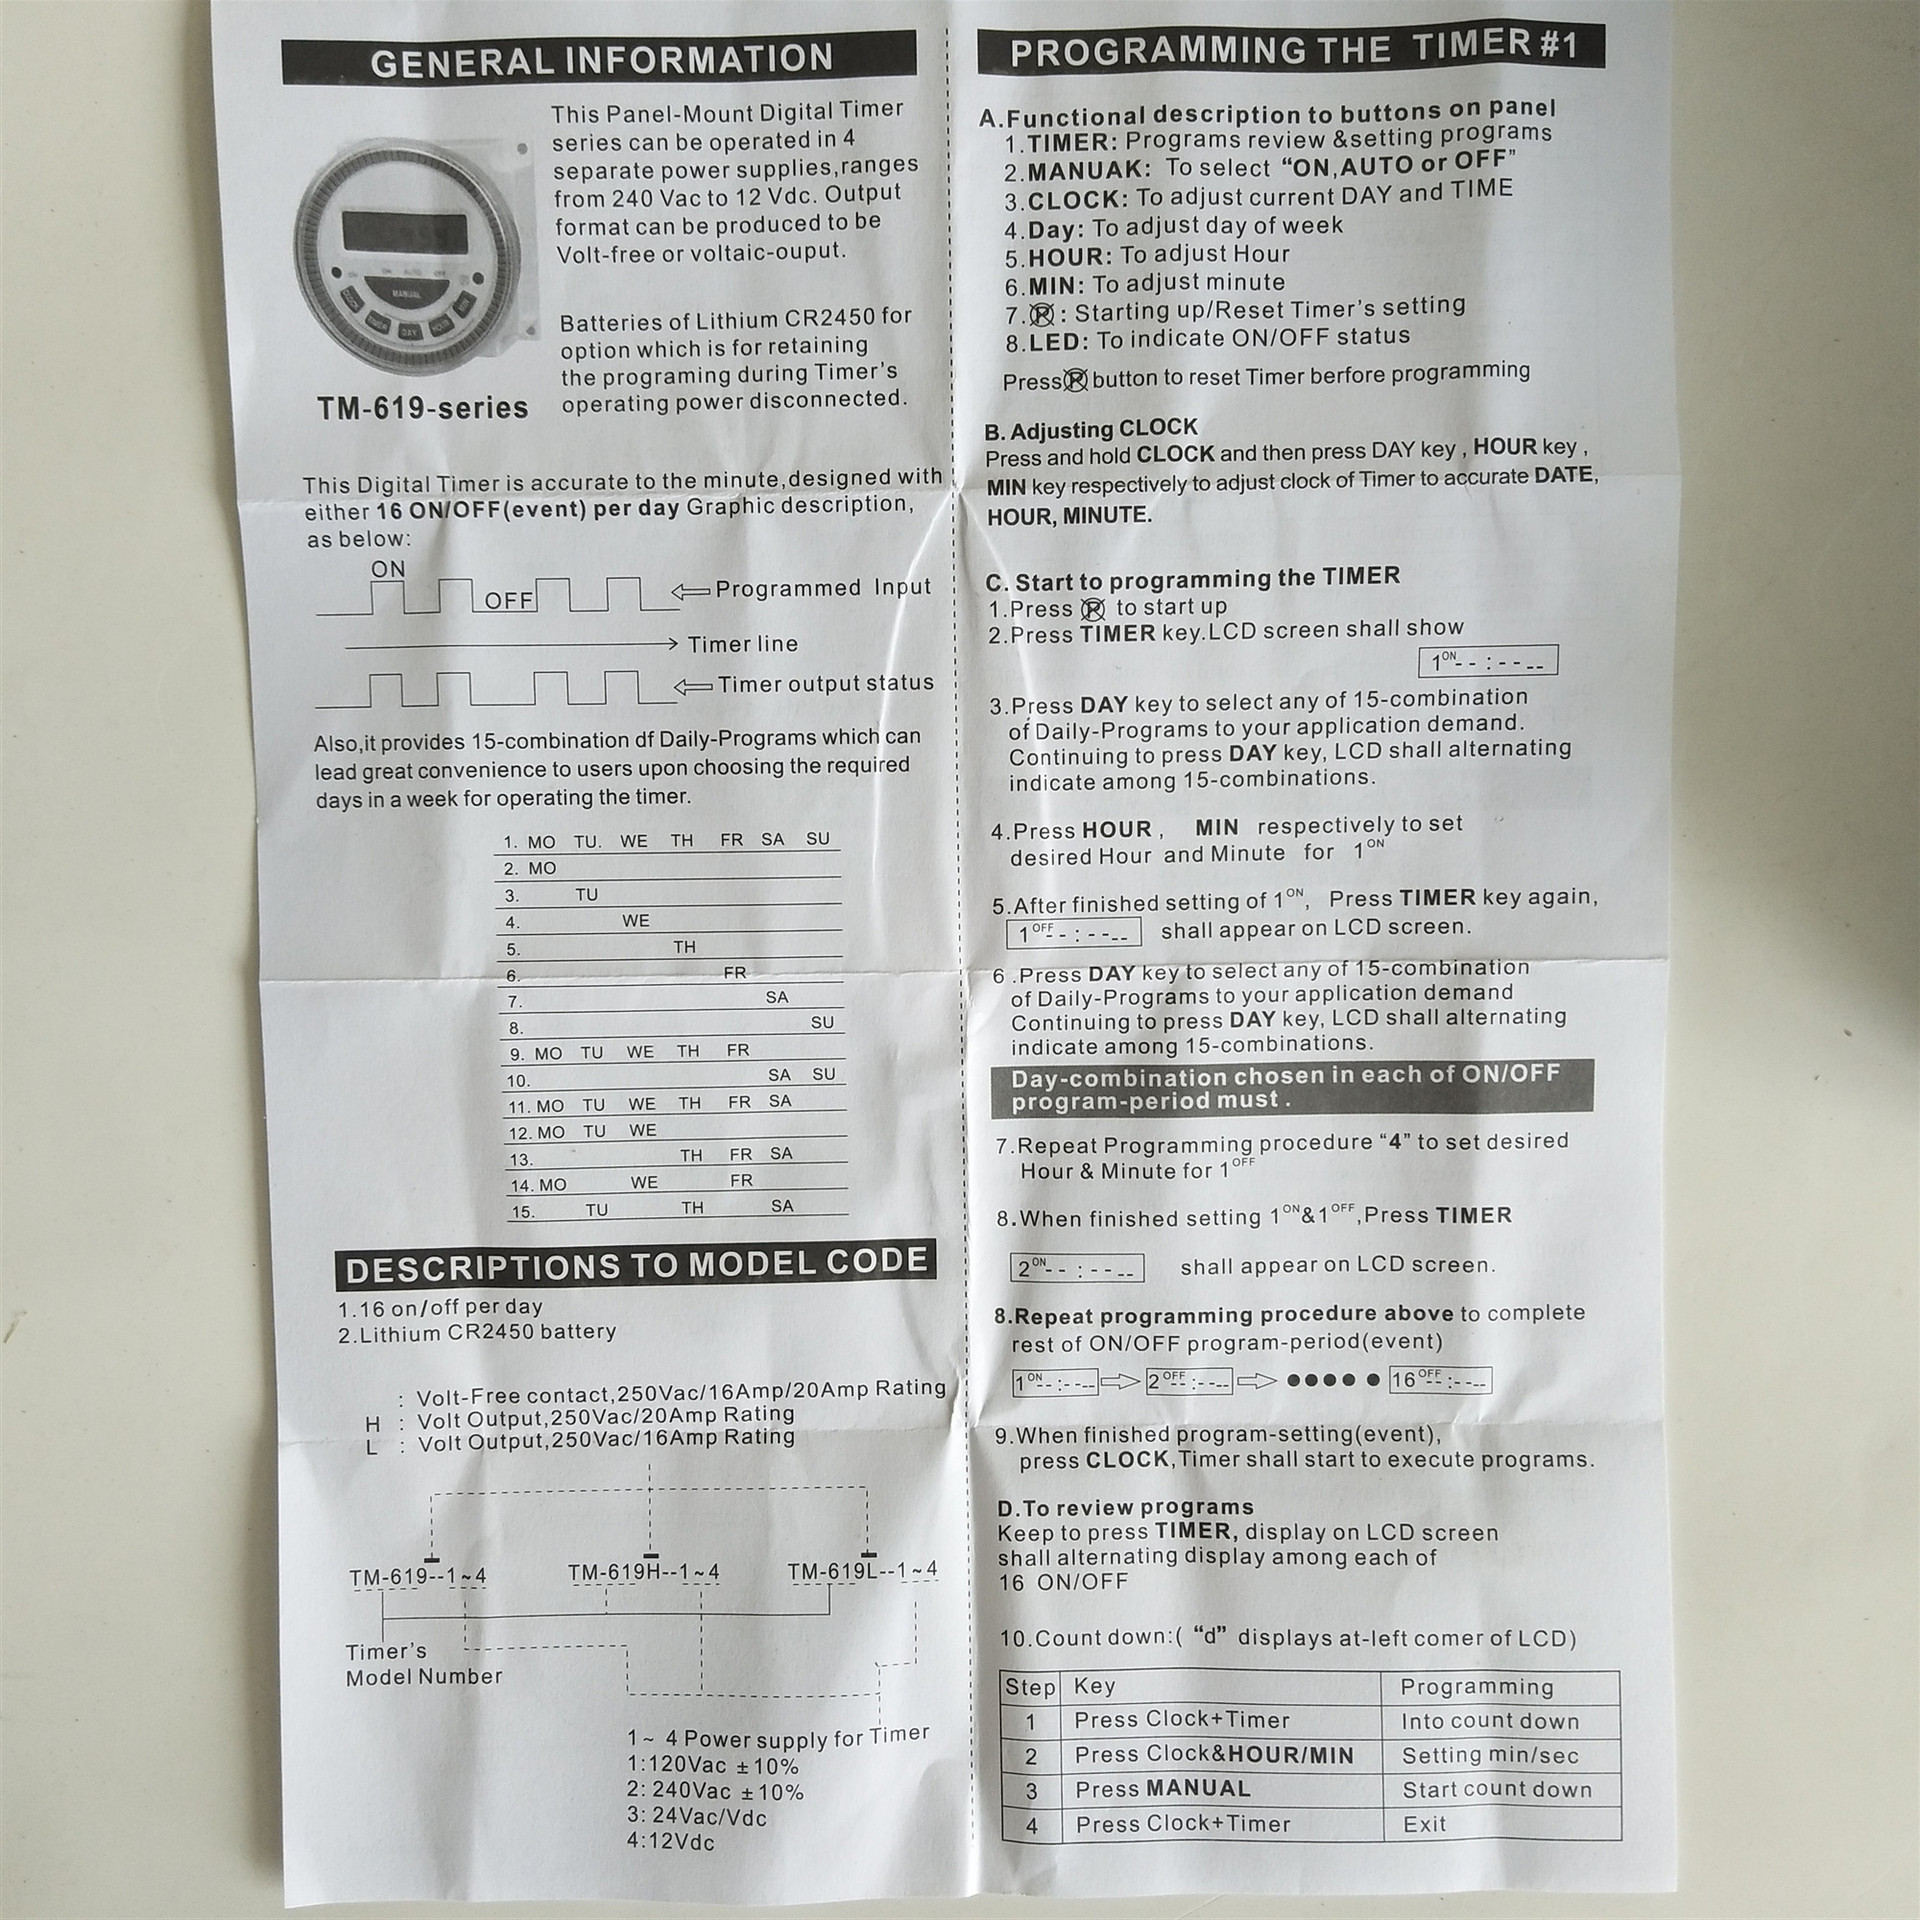 GENERAL INFORMATION
This Panel-Mount Digital Timer
series can be operated in 4
separate power supplies,ranges
from 240 Vac to 12 Vdc. Output
format can be produced to be
Volt-free or voltaic-ouput.
MANUAL
TIMER
DAY
HOUR
MIN
Batteries of Lithium CR2450 for
option which is for retaining
the programing during Timer's
operating power disconnected.
TM-619-series
This Digital Timer is accurate to the minute,designed with
either 16 ON/OFF(event) per day Graphic description,
as below:
ON
OFF
Programmed Input
Timer line
Timer output status
Also,it provides 15-combination df Daily-Programs which can
lead great convenience to users upon choosing the required
days in a week for operating the timer.
1. MO TU. WE TH FR SA SU
2. MO
3. TU
4. WE
5. TH
6. FR
7. SA
8. SU
9. MO TU WE TH FR
10. SA SU
11. MO TU WE TH FR SA
12. MO TU WE
13. TH FR SA
14. MO WE FR
15. TU TH SA
DESCRIPTIONS TO MODEL CODE
1.16 on/off per day
2.Lithium CR2450 battery
: Volt-Free contact,250Vac/16Amp/20Amp Rating
H : Volt Output,250Vac/20Amp Rating
L : Volt Output,250Vac/16Amp Rating
TM-619--1~4 TM-619H--1~4 TM-619L--1~4
Timer's
Model Number
1~ 4 Power supply for Timer
1:120Vac ±10%
2: 240Vac ±10%
3: 24Vac/Vdc
4:12Vdc
PROGRAMMING THE TIMER #1
A.Functional description to buttons on panel
1.TIMER: Programs review &setting programs
2.MANUAK: To select “ON,AUTO or OFF”
3.CLOCK: To adjust current DAY and TIME
4.Day: To adjust day of week
5.HOUR: To adjust Hour
6.MIN: To adjust minute
7.R: Starting up/Reset Timer's setting
8.LED: To indicate ON/OFF status
Press R button to reset Timer berfore programming
B. Adjusting CLOCK
Press and hold CLOCK and then press DAY key , HOUR key ,
MIN key respectively to adjust clock of Timer to accurate DATE,
HOUR, MINUTE.
C. Start to programming the TIMER
1.Press R to start up
2.Press TIMER key.LCD screen shall show
1ON-- : ----
3.Press DAY key to select any of 15-combination
of Daily-Programs to your application demand.
Continuing to press DAY key, LCD shall alternating
indicate among 15-combinations.
4.Press HOUR , MIN respectively to set
desired Hour and Minute for 1ON
5.After finished setting of 1ON, Press TIMER key again,
1OFF-- : ---- shall appear on LCD screen.
6 .Press DAY key to select any of 15-combination
of Daily-Programs to your application demand
Continuing to press DAY key, LCD shall alternating
indicate among 15-combinations.
Day-combination chosen in each of ON/OFF
program-period must .
7.Repeat Programming procedure “4” to set desired
Hour & Minute for 1OFF
8.When finished setting 1ON&1OFF,Press TIMER
2ON-- : ---- shall appear on LCD screen.
8.Repeat programming procedure above to complete
rest of ON/OFF program-period(event)
1ON-- :---- 2OFF-- :---- ●●●●● 16OFF-- :----
9.When finished program-setting(event),
press CLOCK,Timer shall start to execute programs.
D.To review programs
Keep to press TIMER, display on LCD screen
shall alternating display among each of
16 ON/OFF
10.Count down:( “d” displays at-left comer of LCD)
Step Key Programming
1 Press Clock+Timer Into count down
2 Press Clock&HOUR/MIN Setting min/sec
3 Press MANUAL Start count down
4 Press Clock+Timer Exit